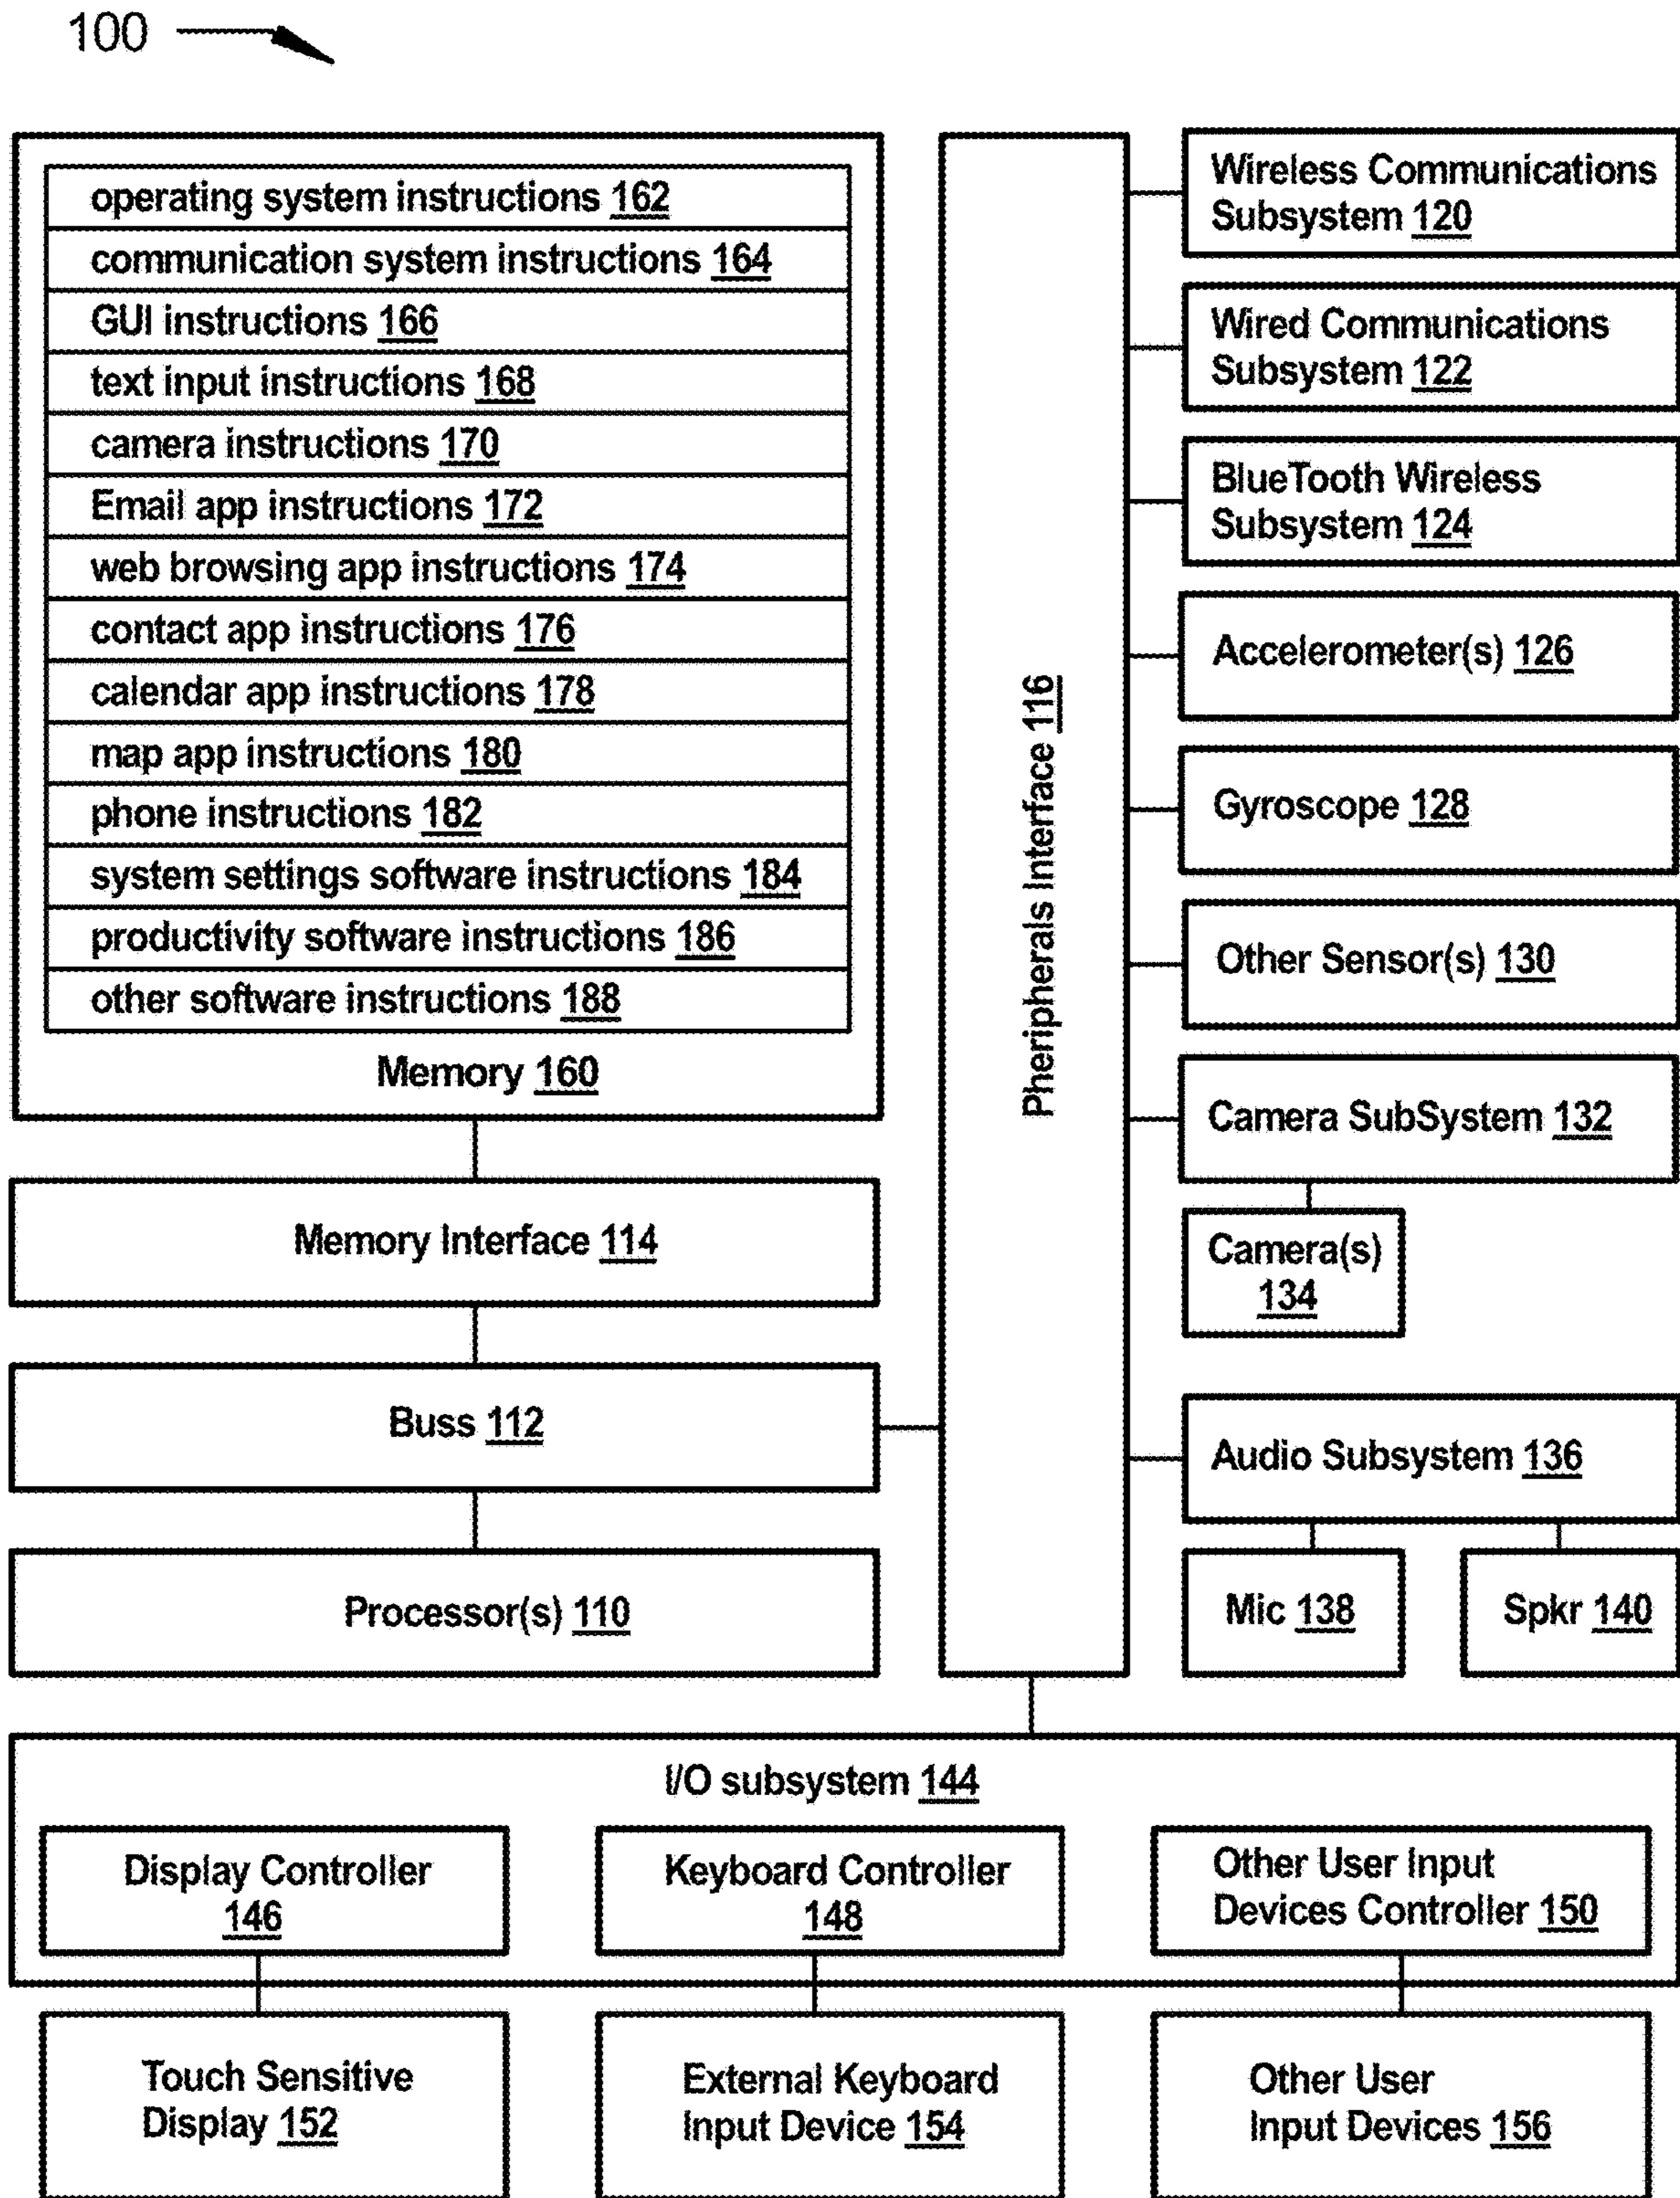 100
operating system instructions 162
communication system instructions 164
GUI instructions 166
text input instructions 168
camera instructions 170
Email app instructions 172
web browsing app instructions 174
contact app instructions 176
calendar app instructions 178
map app instructions 180
phone instructions 182
system settings software instructions 184
productivity software instructions 186
other software instructions 188
Memory 160
Memory Interface 114
Buss 112
Processor(s) 110
Pheripherals Interface 116
Wireless Communications
Subsystem 120
Wired Communications
Subsystem 122
BlueTooth Wireless
Subsystem 124
Accelerometer(s) 126
Gyroscope 128
Other Sensor(s) 130
Camera SubSystem 132
Camera(s)
134
Audio Subsystem 136
Mic 138
Spkr 140
I/O subsystem 144
Display Controller
146
Keyboard Controller
148
Other User Input
Devices Controller 150
Touch Sensitive
Display 152
External Keyboard
Input Device 154
Other User
Input Devices 156